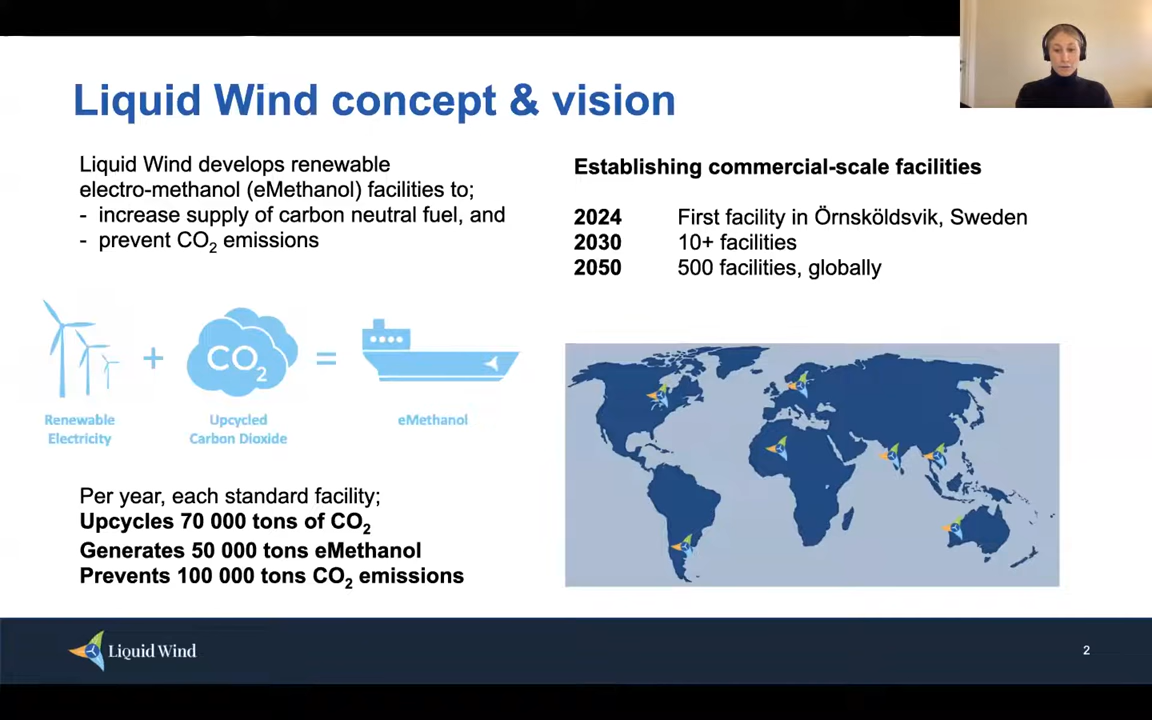 Liquid Wind concept & vision
Liquid Wind develops renewable
electro-methanol (eMethanol) facilities to;
- increase supply of carbon neutral fuel, and
- prevent CO₂ emissions
CO₂
Renewable
Electricity
Upcycled
Carbon Dioxide
eMethanol
Per year, each standard facility;
Upcycles 70 000 tons of CO₂
Generates 50 000 tons eMethanol
Prevents 100 000 tons CO₂ emissions
Establishing commercial-scale facilities
2024 First facility in Örnsköldsvik, Sweden
2030 10+ facilities
2050 500 facilities, globally
Liquid Wind
2